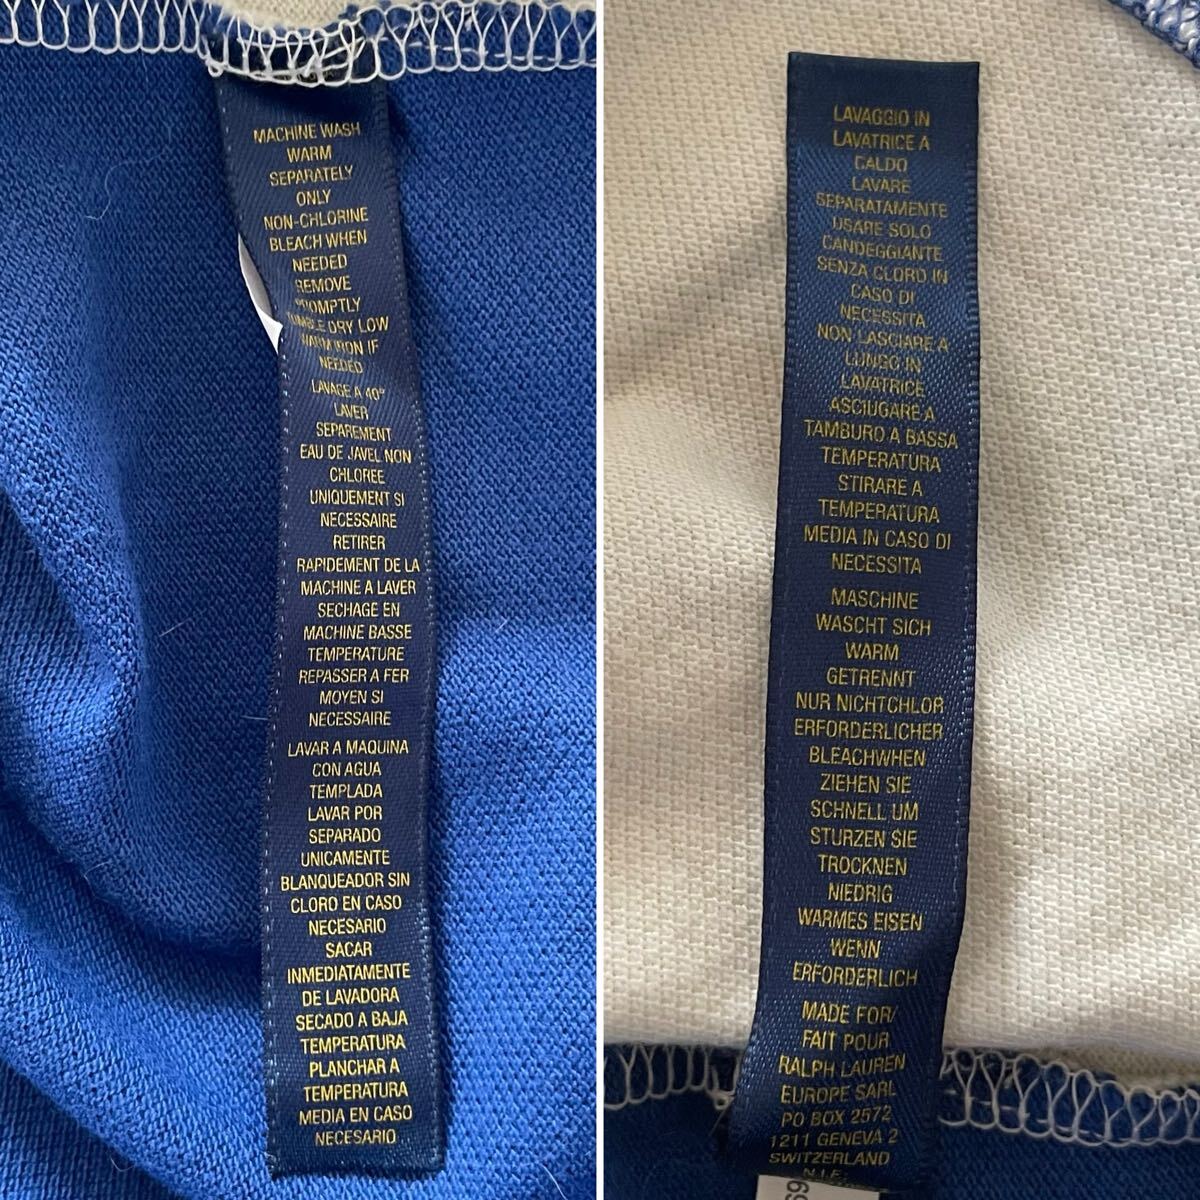 MACHINE WASH
WARM
SEPARATELY
ONLY
NON-CHLORINE
BLEACH WHEN
NEEDED
REMOVE
PROMPTLY
TUMBLE DRY LOW
WARM IRON IF
NEEDED
LAVAGE A 40°
LAVER
SEPAREMENT
EAU DE JAVEL NON
CHLOREE
UNIQUEMENT SI
NECESSAIRE
RETIRER
RAPIDEMENT DE LA
MACHINE A LAVER
SECHAGE EN
MACHINE BASSE
TEMPERATURE
REPASSER A FER
MOYEN SI
NECESSAIRE
LAVAR A MAQUINA
CON AGUA
TEMPLADA
LAVAR POR
SEPARADO
UNICAMENTE
BLANQUEADOR SIN
CLORO EN CASO
NECESARIO
SACAR
INMEDIATAMENTE
DE LAVADORA
SECADO A BAJA
TEMPERATURA
PLANCHAR A
TEMPERATURA
MEDIA EN CASO
NECESARIO
LAVAGGIO IN
LAVATRICE A
CALDO
LAVARE
SEPARATAMENTE
USARE SOLO
CANDEGGIANTE
SENZA CLORO IN
CASO DI
NECESSITA
NON LASCIARE A
LUNGO IN
LAVATRICE
ASCIUGARE A
TAMBURO A BASSA
TEMPERATURA
STIRARE A
TEMPERATURA
MEDIA IN CASO DI
NECESSITA
MASCHINE
WASCHT SICH
WARM
GETRENNT
NUR NICHTCHLOR
ERFORDERLICHER
BLEACHWHEN
ZIEHEN SIE
SCHNELL UM
STURZEN SIE
TROCKNEN
NIEDRIG
WARMES EISEN
WENN
ERFORDERLICH
MADE FOR/
FAIT POUR
RALPH LAUREN
EUROPE SARL
PO BOX 2572
1211 GENEVA 2
SWITZERLAND